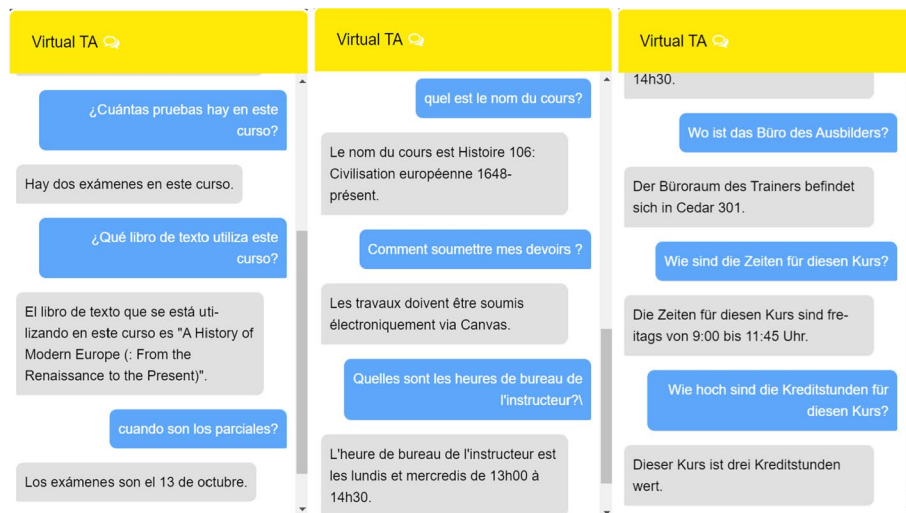 Virtual TA
¿Cuántas pruebas hay en este
curso?
Hay dos exámenes en este curso.
¿Qué libro de texto utiliza este
curso?
El libro de texto que se está uti-
lizando en este curso es "A History of
Modern Europe (: From the
Renaissance to the Present)".
cuando son los parciales?
Los exámenes son el 13 de octubre.
Virtual TA
quel est le nom du cours?
Le nom du cours est Histoire 106:
Civilisation européenne 1648-
présent.
Comment soumettre mes devoirs ?
Les travaux doivent être soumis
électroniquement via Canvas.
Quelles sont les heures de bureau de
l'instructeur?\
L'heure de bureau de l'instructeur est
les lundis et mercredis de 13h00 à
14h30.
Virtual TA
14h30.
Wo ist das Büro des Ausbilders?
Der Büroraum des Trainers befindet
sich in Cedar 301.
Wie sind die Zeiten für diesen Kurs?
Die Zeiten für diesen Kurs sind fre-
itags von 9:00 bis 11:45 Uhr.
Wie hoch sind die Kreditstunden für
diesen Kurs?
Dieser Kurs ist drei Kreditstunden
wert.